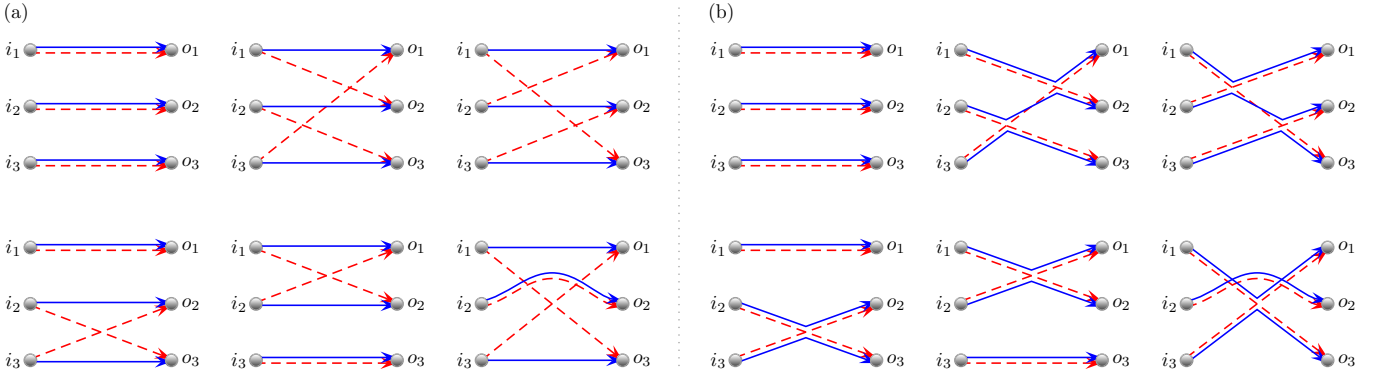 (a) (b)
i₁ o₁ i₁ o₁ i₁ o₁ i₁ o₁ i₁ o₁ i₁ o₁
i₂ o₂ i₂ o₂ i₂ o₂ i₂ o₂ i₂ o₂ i₂ o₂
i₃ o₃ i₃ o₃ i₃ o₃ i₃ o₃ i₃ o₃ i₃ o₃
i₁ o₁ i₁ o₁ i₁ o₁ i₁ o₁ i₁ o₁ i₁ o₁
i₂ o₂ i₂ o₂ i₂ o₂ i₂ o₂ i₂ o₂ i₂ o₂
i₃ o₃ i₃ o₃ i₃ o₃ i₃ o₃ i₃ o₃ i₃ o₃